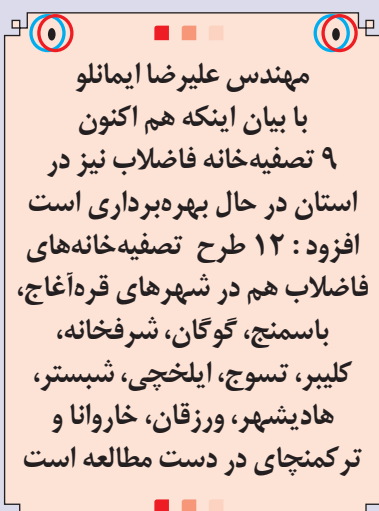 مهندس علیرضا ایمانلو
با بیان اینکه هم اکنون
۹ تصفیه‌خانه فاضلاب نیز در
استان در حال بهره‌برداری است
افزود : ۱۲ طرح تصفیه‌خانه‌های
فاضلاب هم در شهرهای قره‌آغاج،
باسمنج، گوگان، شرفخانه،
کلیبر، تسوج، ایلخچی، شبستر،
هادیشهر، ورزقان، خاروانا و
ترکمنچای در دست مطالعه است